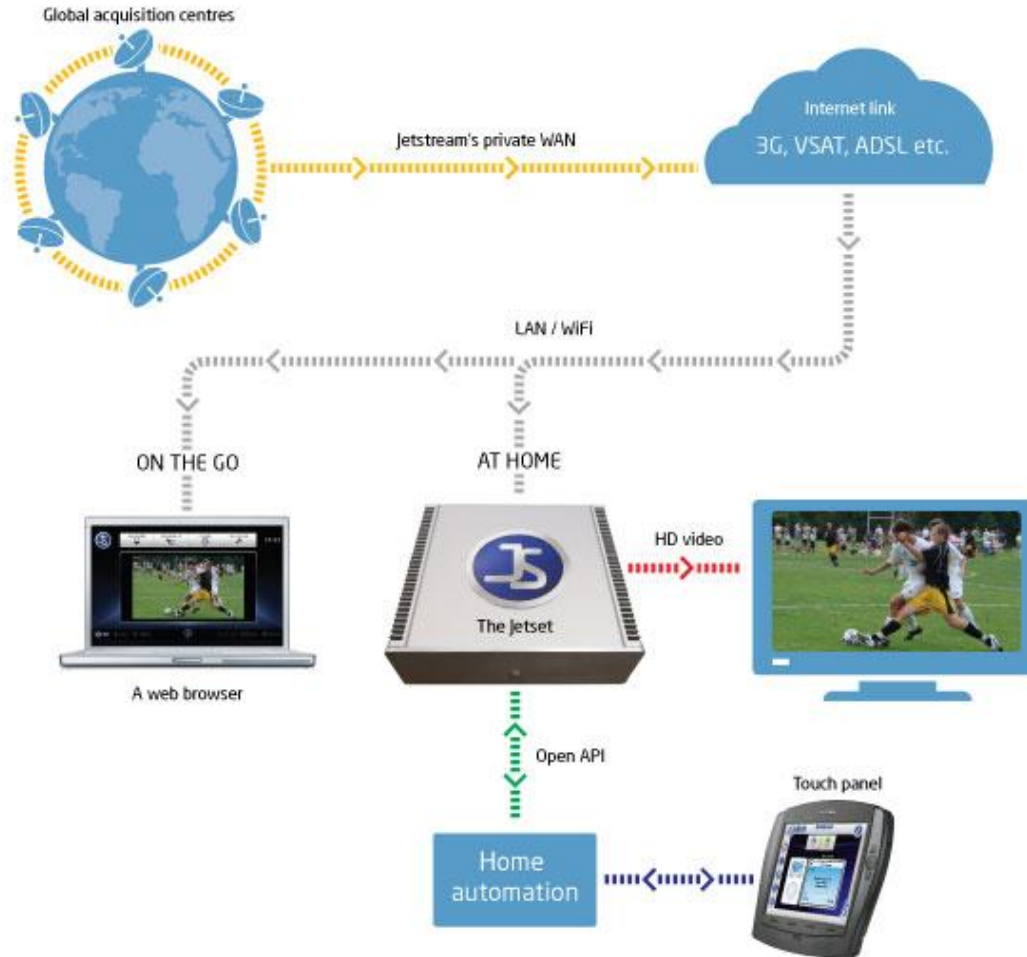 Global acquisition centres
Internet link
3G, VSAT, ADSL etc.
Jetstream's private WAN
LAN / WiFi
ON THE GO
AT HOME
HD video
JS
The Jetset
A web browser
Open API
Touch panel
Home
automation